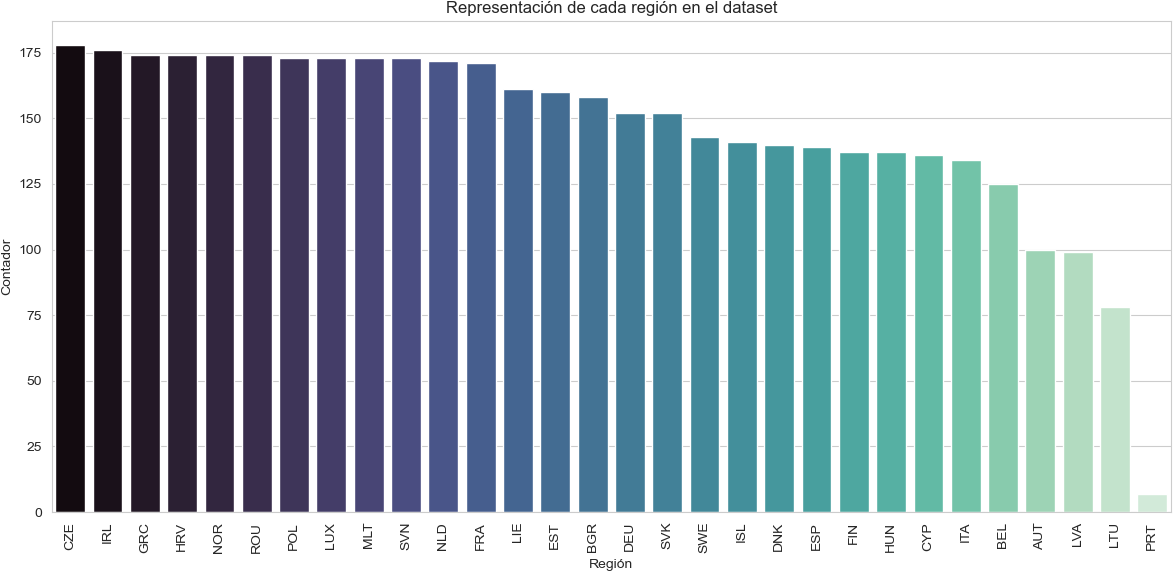 Representación de cada región en el dataset
Contador
175
150
125
100
75
50
25
0
CZE IRL GRC HRV NOR ROU POL LUX MLT SVN NLD FRA LIE EST BGR DEU SVK SWE ISL DNK ESP FIN HUN CYP ITA BEL AUT LVA LTU PRT
Región